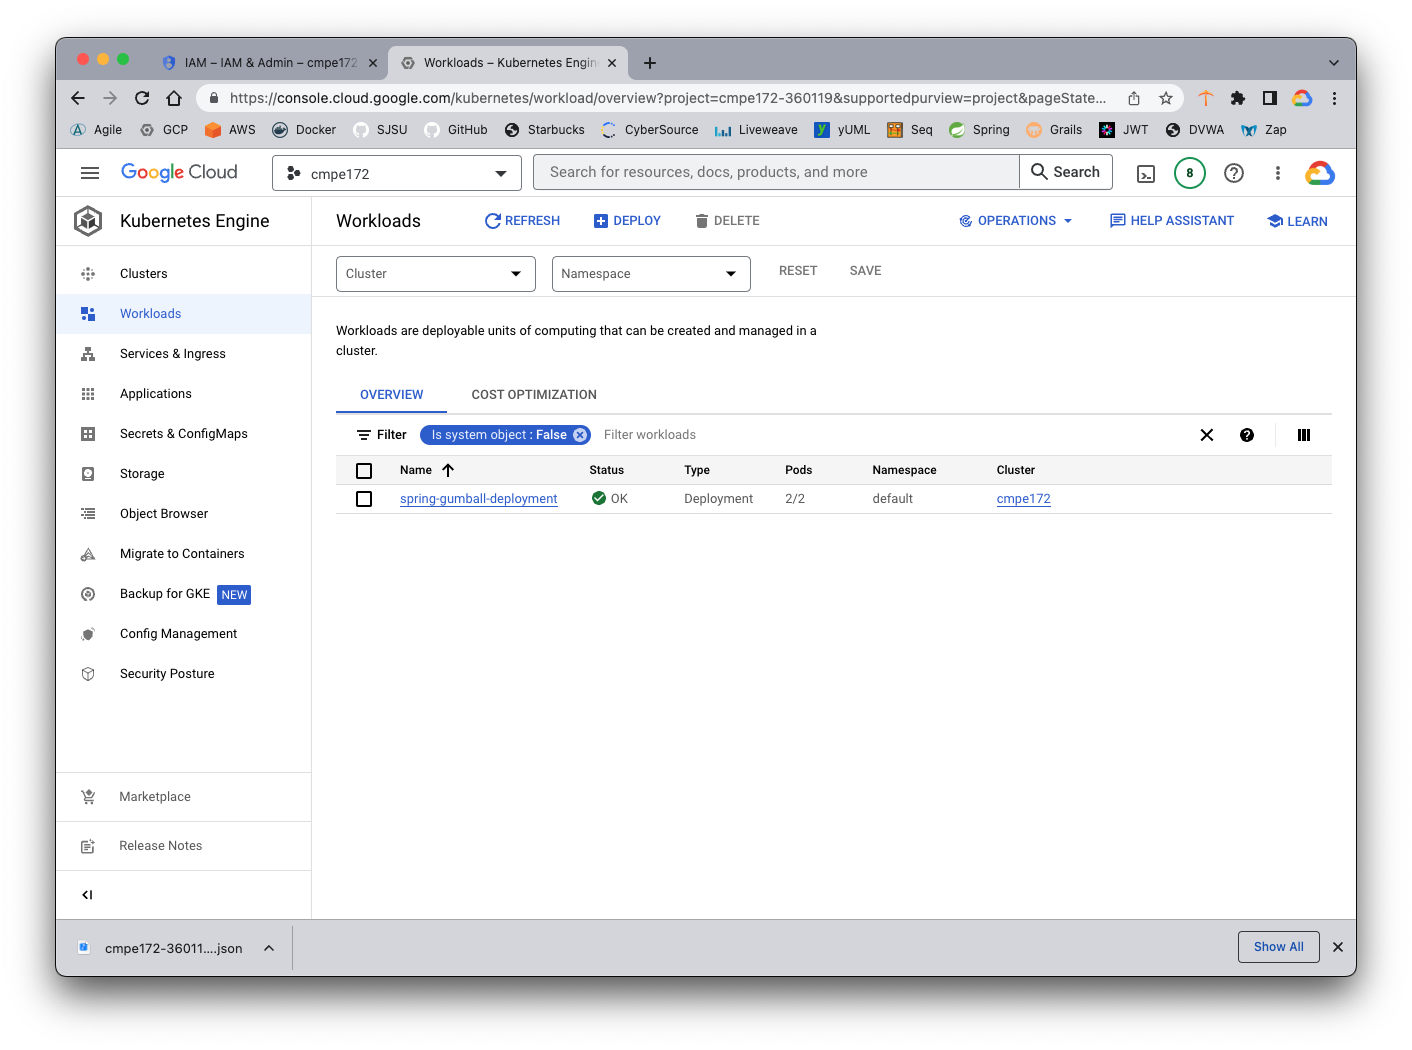 IAM – IAM & Admin – cmpe172
Workloads – Kubernetes Engin
https://console.cloud.google.com/kubernetes/workload/overview?project=cmpe172-360119&supportedpurview=project&pageState...
Agile GCP AWS Docker SJSU GitHub Starbucks CyberSource Liveweave yUML Seq Spring Grails JWT DVWA Zap
Google Cloud
cmpe172
Search for resources, docs, products, and more
Search
8
Kubernetes Engine
Workloads
REFRESH
DEPLOY
DELETE
OPERATIONS
HELP ASSISTANT
LEARN
Clusters
Workloads
Services & Ingress
Applications
Secrets & ConfigMaps
Storage
Object Browser
Migrate to Containers
Backup for GKE NEW
Config Management
Security Posture
Marketplace
Release Notes
Cluster
Namespace
RESET
SAVE
Workloads are deployable units of computing that can be created and managed in a
cluster.
OVERVIEW
COST OPTIMIZATION
Filter
Is system object : False
Filter workloads
Name Status Type Pods Namespace Cluster
spring-gumball-deployment OK Deployment 2/2 default cmpe172
cmpe172-36011....json
Show All